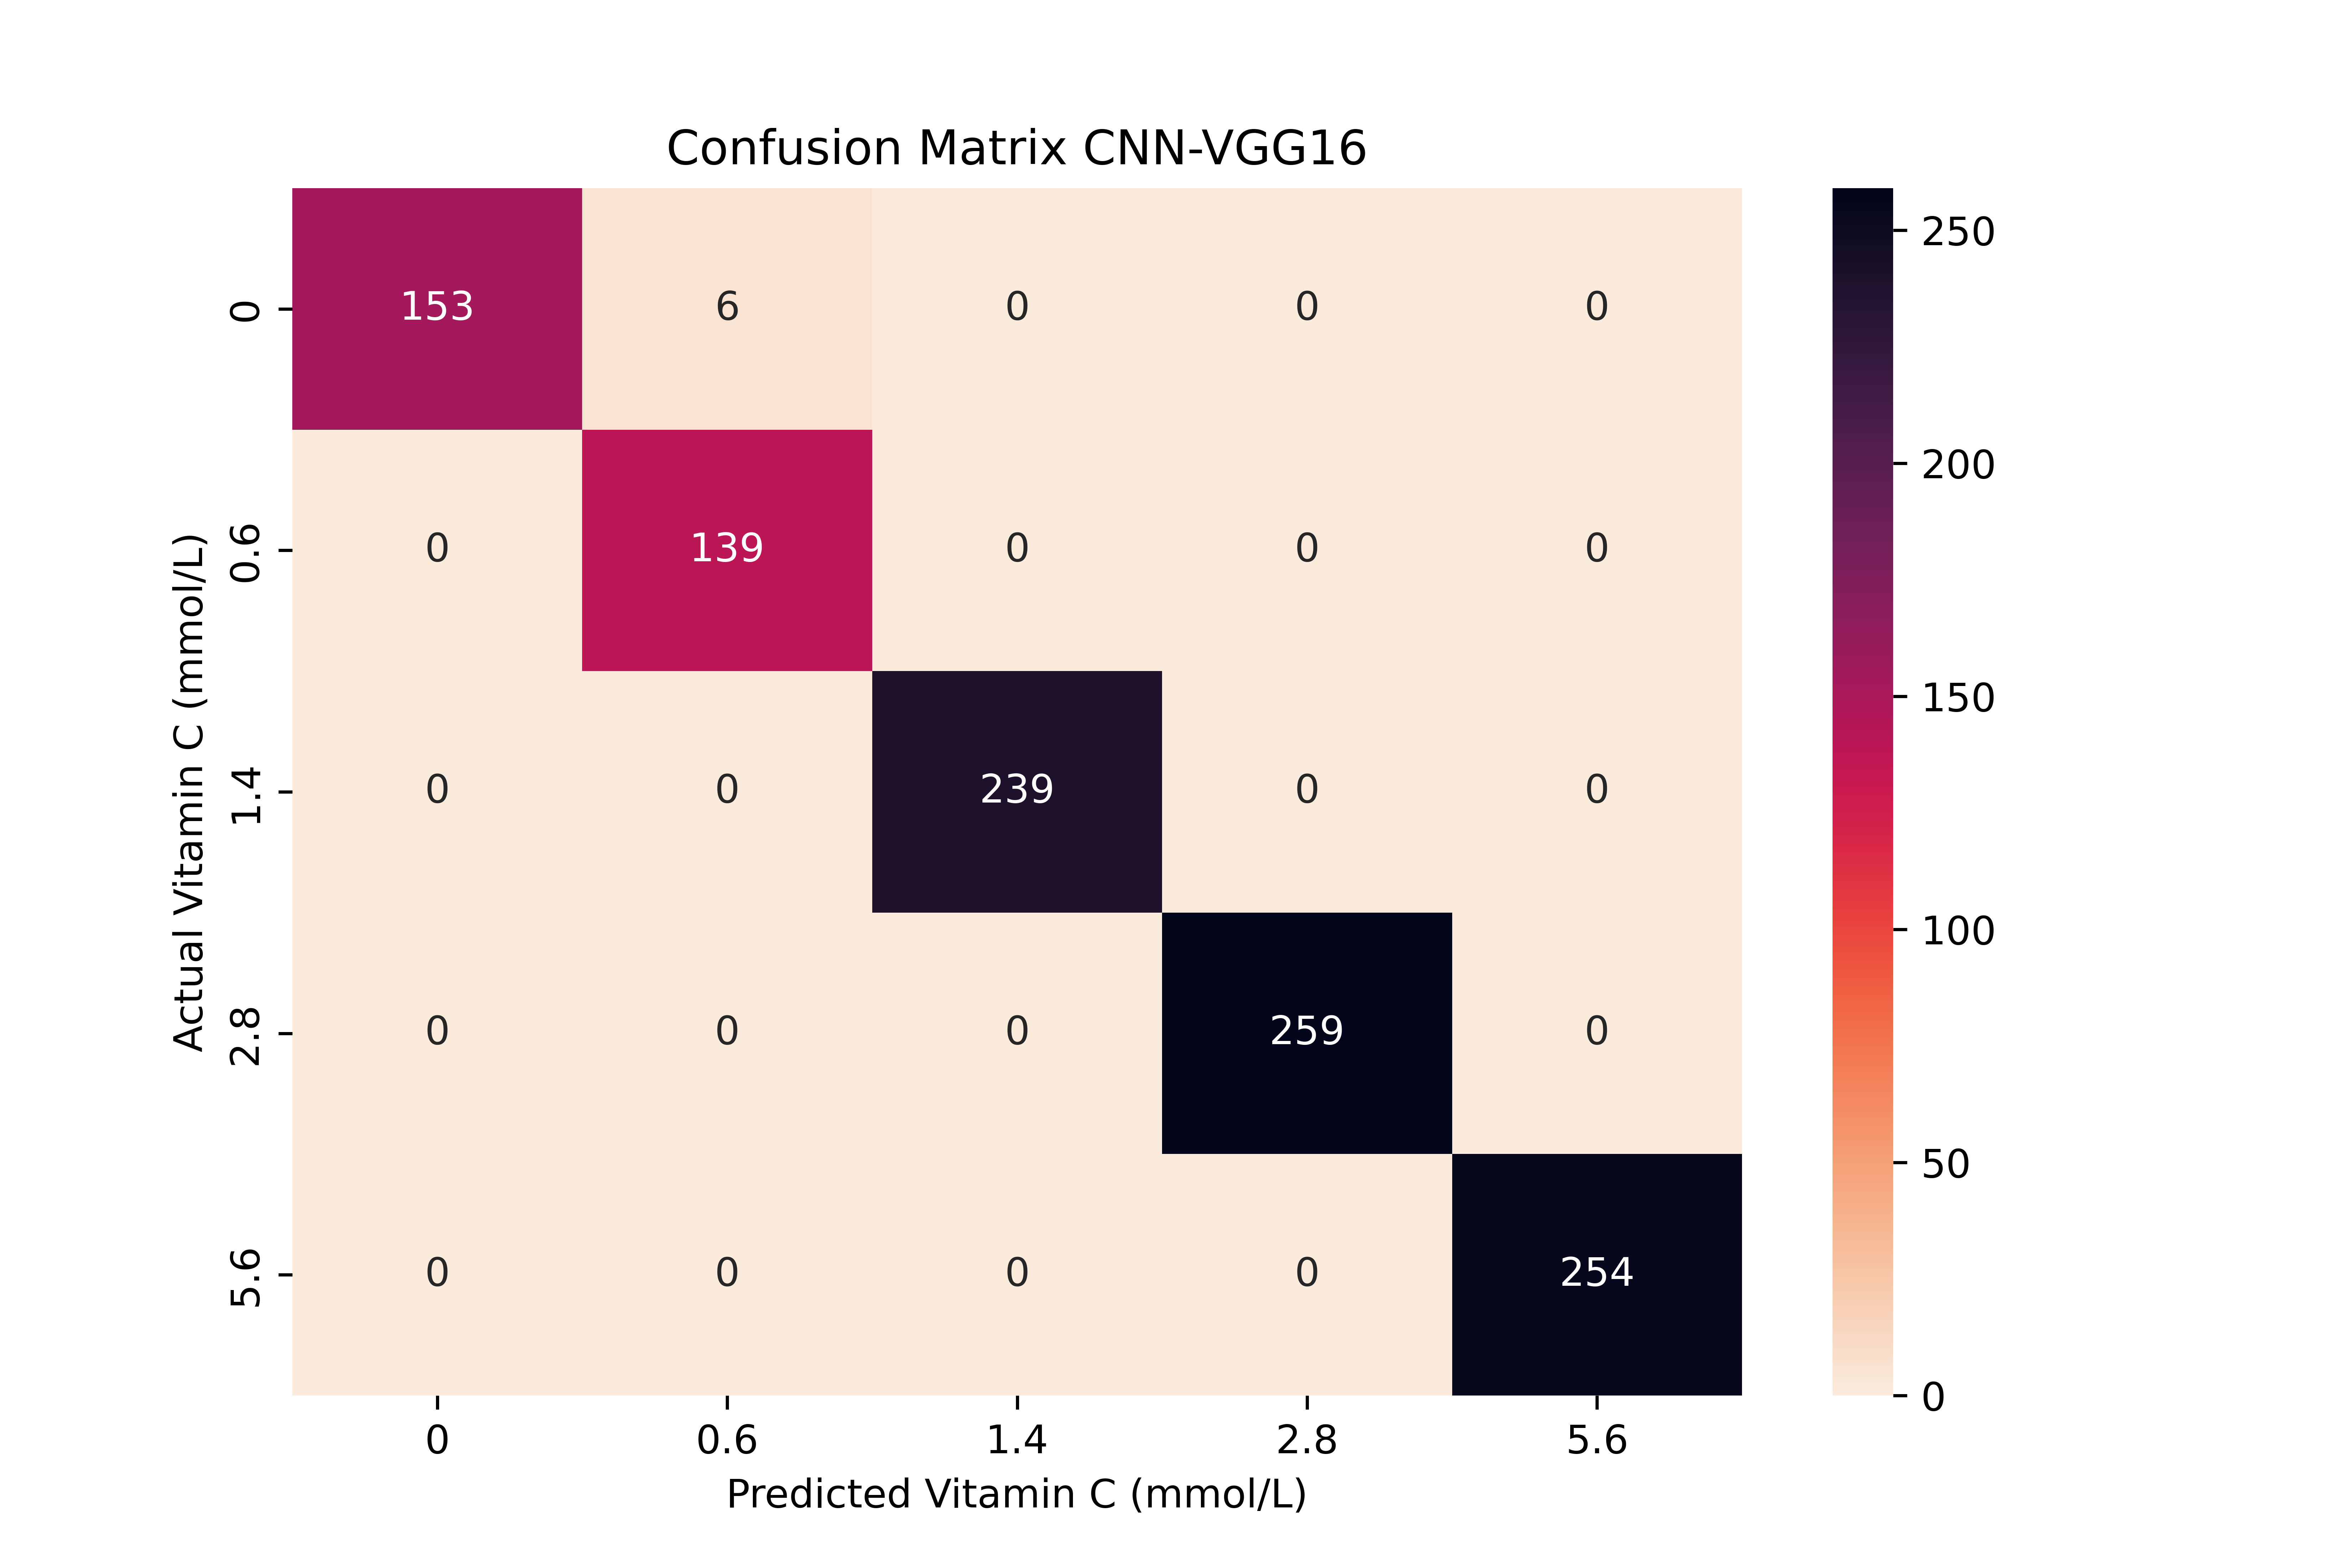 Confusion Matrix CNN-VGG16
Actual Vitamin C (mmol/L)
0 153 6 0 0 0
0.6 0 139 0 0 0
1.4 0 0 239 0 0
2.8 0 0 0 259 0
5.6 0 0 0 0 254
0 0.6 1.4 2.8 5.6
Predicted Vitamin C (mmol/L)
250
200
150
100
50
0